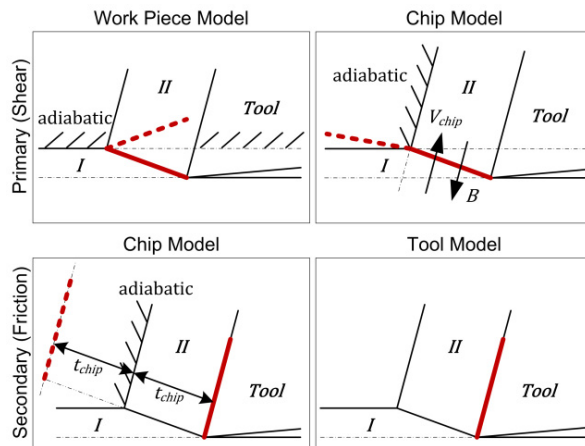 Work Piece Model
Chip Model
Primary (Shear)
adiabatic
II
Tool
I
adiabatic
II
Tool
V_chip
I
B
Chip Model
Tool Model
Secondary (Friction)
adiabatic
II
t_chip
t_chip
Tool
I
II
Tool
I